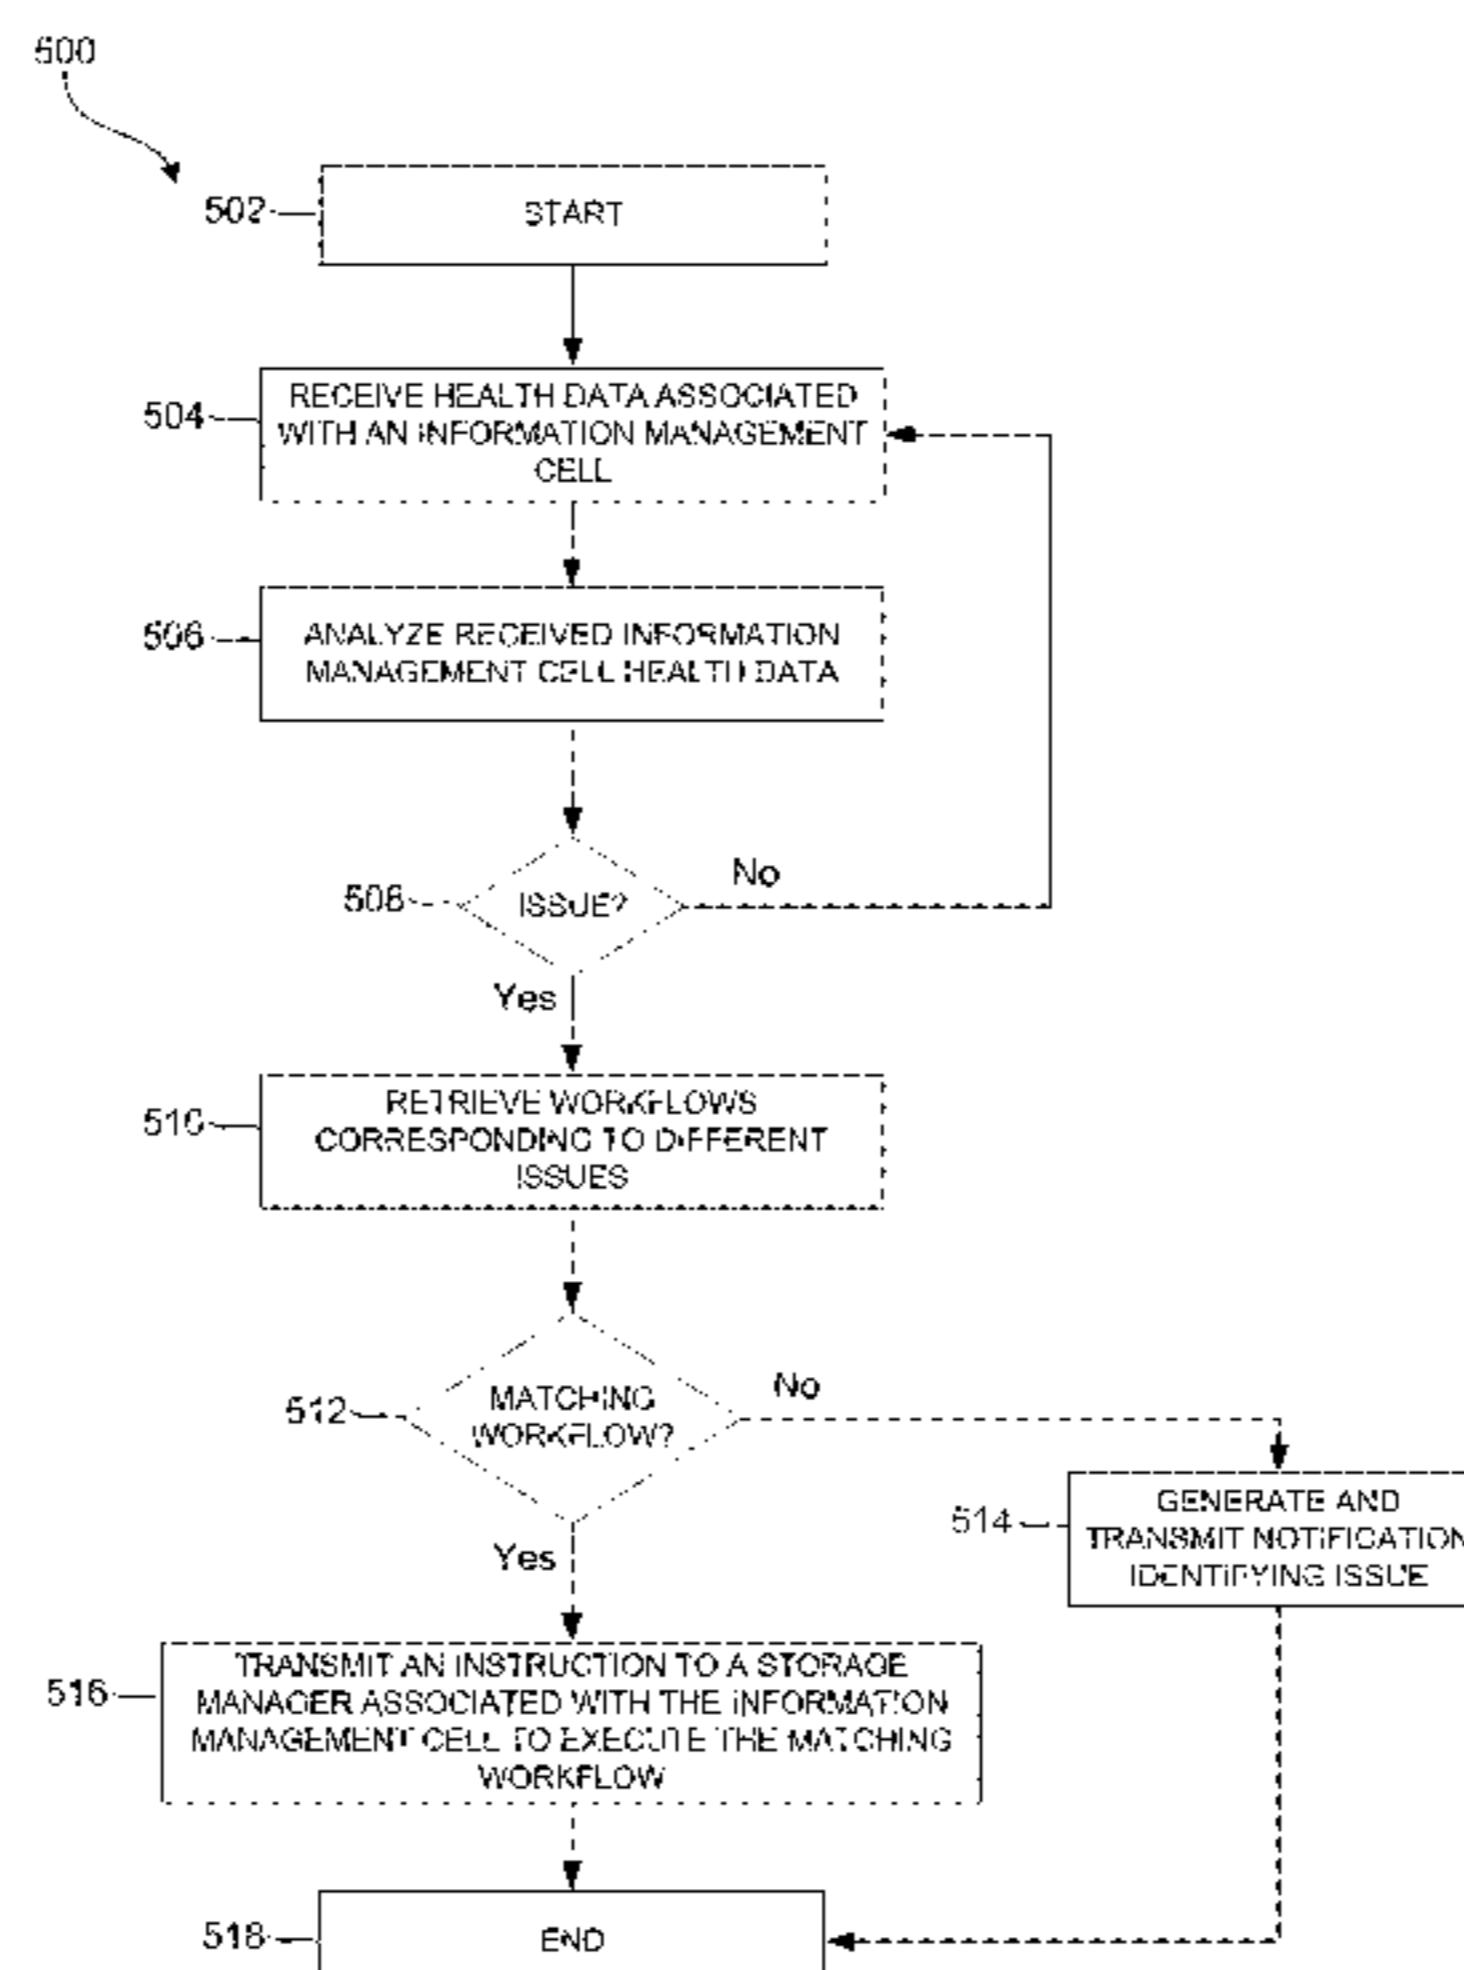 500
502
START
504
RECEIVE HEALTH DATA ASSOCIATED
WITH AN INFORMATION MANAGEMENT
CELL
506
ANALYZE RECEIVED INFORMATION
MANAGEMENT CELL HEALTH DATA
508
ISSUE?
No
Yes
510
RETRIEVE WORKFLOWS
CORRESPONDING TO DIFFERENT
ISSUES
512
MATCHING
WORKFLOW?
No
Yes
514
GENERATE AND
TRANSMIT NOTIFICATION
IDENTIFYING ISSUE
516
TRANSMIT AN INSTRUCTION TO A STORAGE
MANAGER ASSOCIATED WITH THE INFORMATION
MANAGEMENT CELL TO EXECUTE THE MATCHING
WORKFLOW
518
END